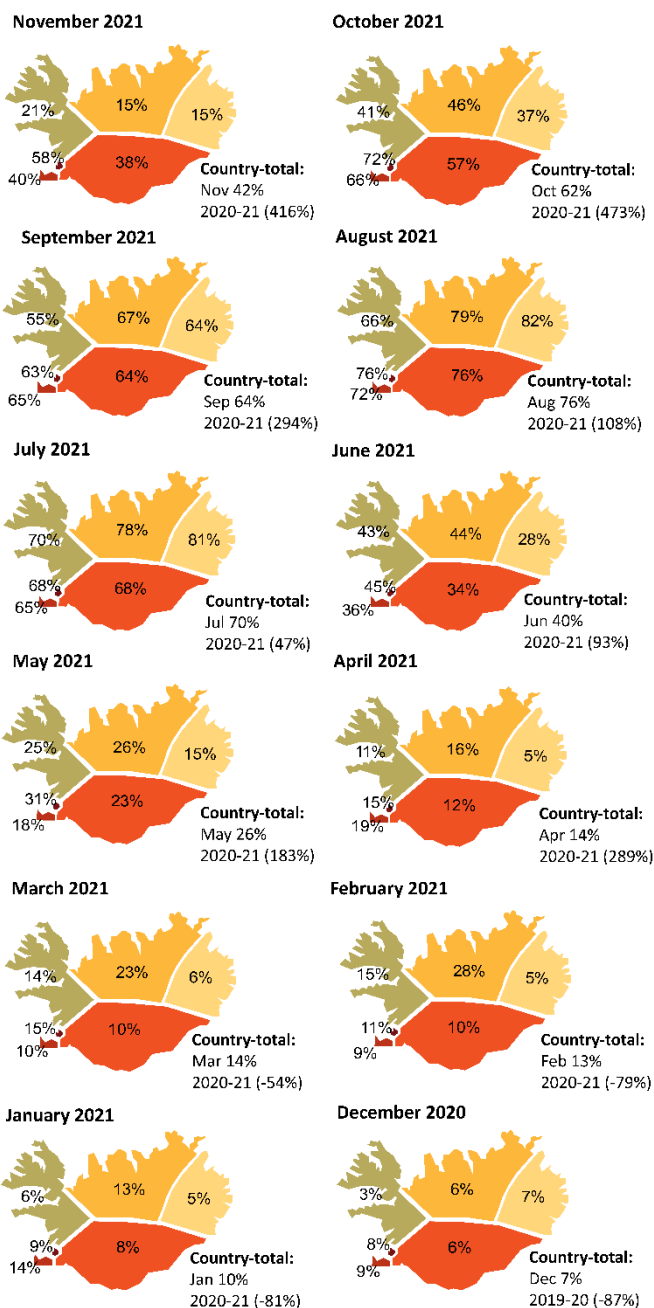 November 2021
21%
15%
15%
58%
38%
40%
Country-total:
Nov 42%
2020-21 (416%)
October 2021
41%
46%
37%
72%
57%
66%
Country-total:
Oct 62%
2020-21 (473%)
September 2021
55%
67%
64%
63%
64%
65%
Country-total:
Sep 64%
2020-21 (294%)
August 2021
66%
79%
82%
76%
76%
72%
Country-total:
Aug 76%
2020-21 (108%)
July 2021
70%
78%
81%
68%
68%
65%
Country-total:
Jul 70%
2020-21 (47%)
June 2021
43%
44%
28%
45%
34%
36%
Country-total:
Jun 40%
2020-21 (93%)
May 2021
25%
26%
15%
31%
23%
18%
Country-total:
May 26%
2020-21 (183%)
April 2021
11%
16%
5%
15%
12%
19%
Country-total:
Apr 14%
2020-21 (289%)
March 2021
14%
23%
6%
15%
10%
10%
Country-total:
Mar 14%
2020-21 (-54%)
February 2021
15%
28%
5%
11%
10%
9%
Country-total:
Feb 13%
2020-21 (-79%)
January 2021
6%
13%
5%
9%
8%
14%
Country-total:
Jan 10%
2020-21 (-81%)
December 2020
3%
6%
7%
8%
6%
9%
Country-total:
Dec 7%
2019-20 (-87%)